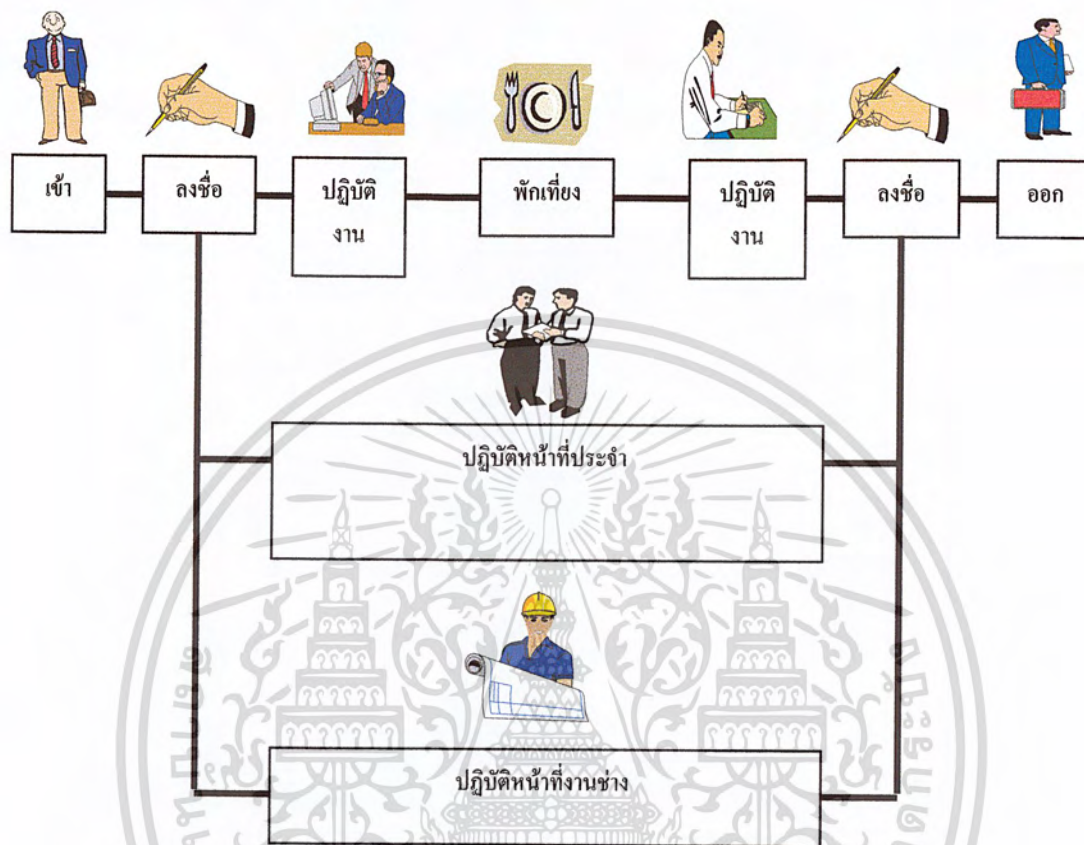 เข้า
ลงชื่อ
ปฏิบัติ
งาน
พักเที่ยง
ปฏิบัติ
งาน
ลงชื่อ
ออก
ปฏิบัติหน้าที่ประจำ
ปฏิบัติหน้าที่งานช่าง